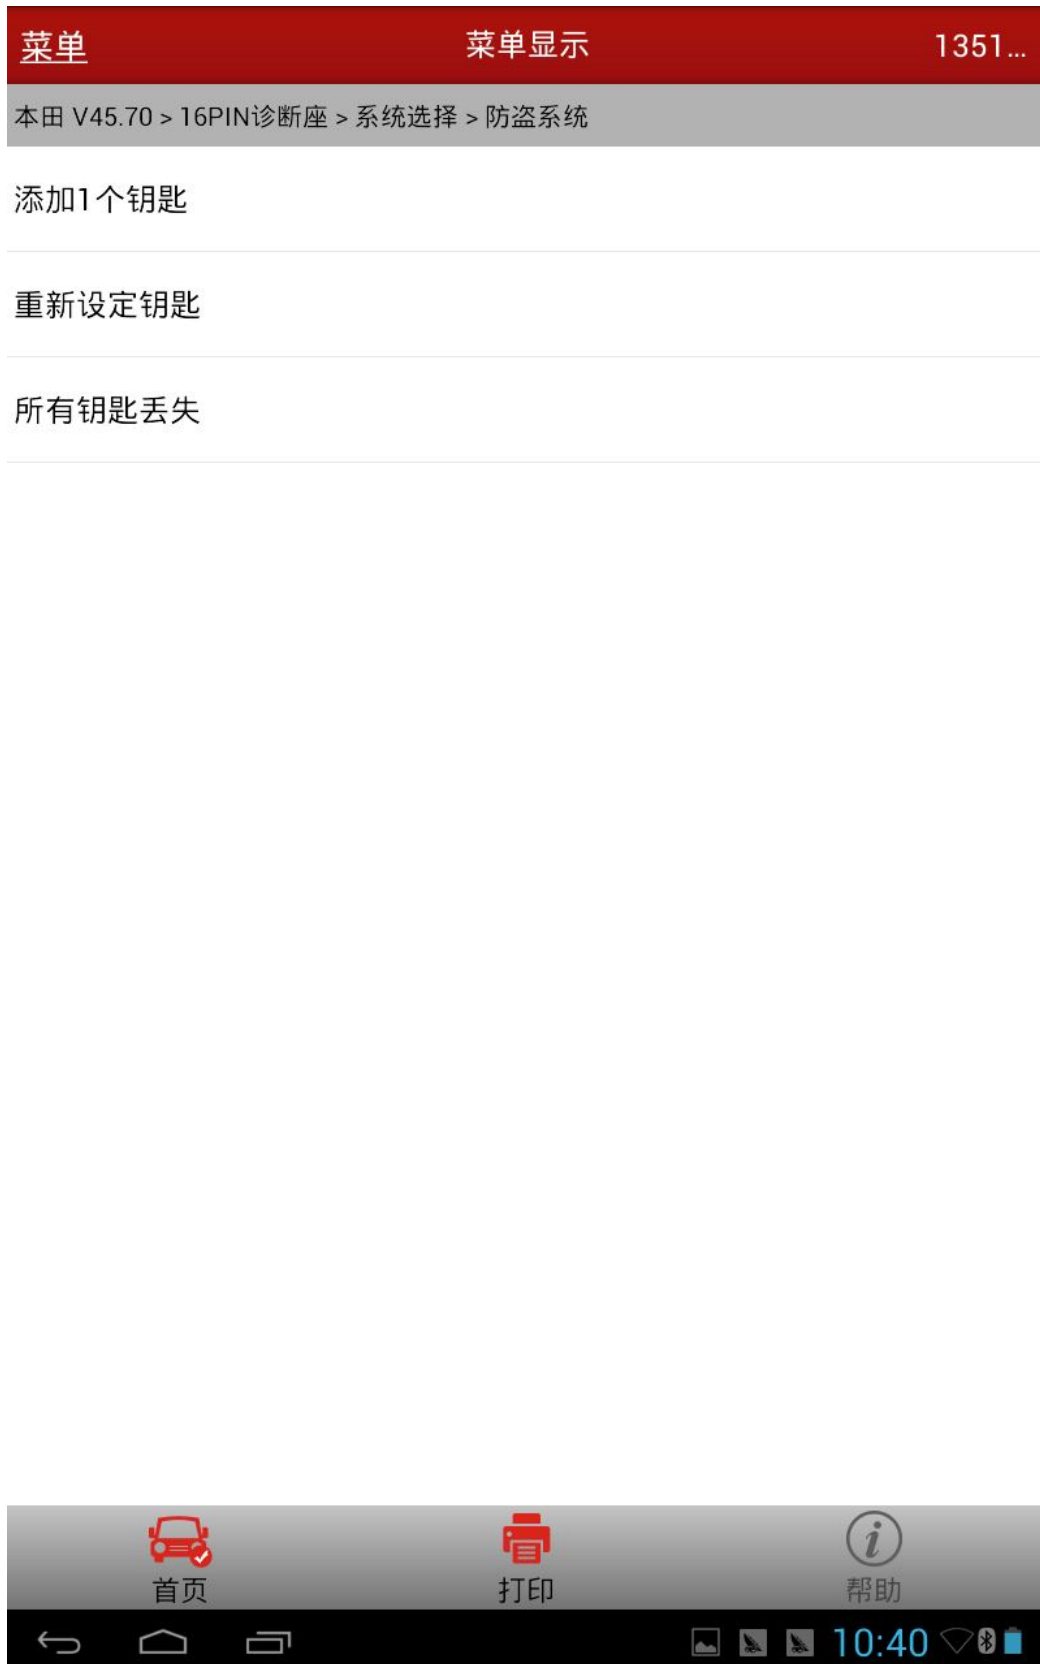 菜单 菜单显示 1351...
本田 V45.70 > 16PIN诊断座 > 系统选择 > 防盗系统
添加1个钥匙
重新设定钥匙
所有钥匙丢失
首页 打印 帮助
10:40